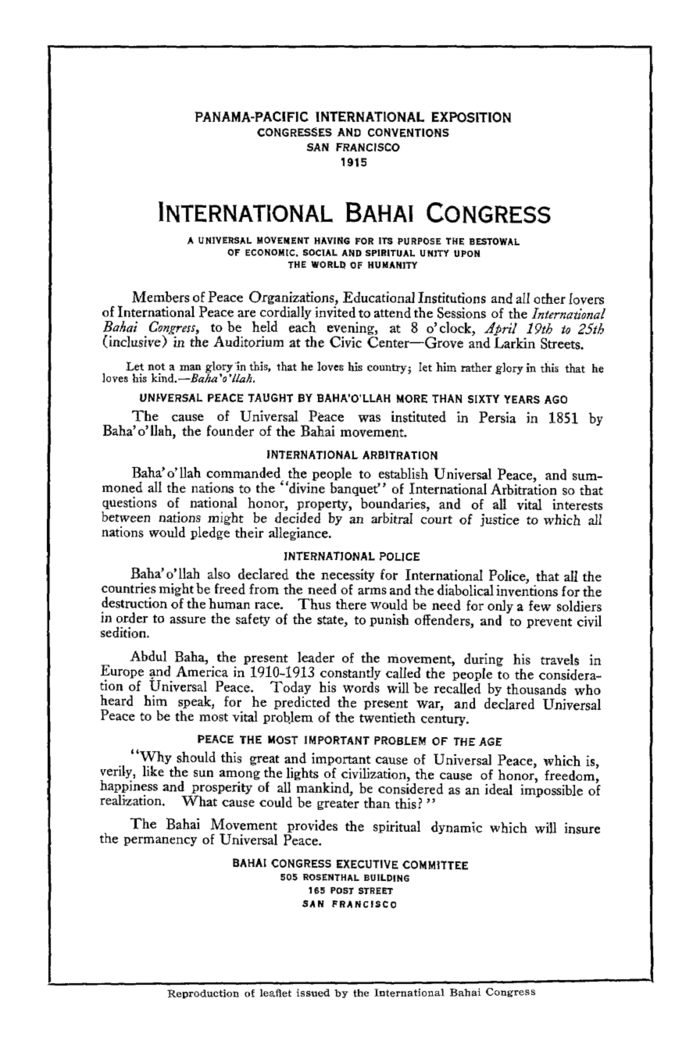 PANAMA-PACIFIC INTERNATIONAL EXPOSITION
CONGRESSES AND CONVENTIONS
SAN FRANCISCO
1915
INTERNATIONAL BAHAI CONGRESS
A UNIVERSAL MOVEMENT HAVING FOR ITS PURPOSE THE BESTOWAL
OF ECONOMIC, SOCIAL AND SPIRITUAL UNITY UPON
THE WORLD OF HUMANITY
Members of Peace Organizations, Educational Institutions and all other lovers
of International Peace are cordially invited to attend the Sessions of the International
Bahai Congress, to be held each evening, at 8 o'clock, April 19th to 25th
(inclusive) in the Auditorium at the Civic Center—Grove and Larkin Streets.
Let not a man glory in this, that he loves his country; let him rather glory in this that he
loves his kind.—Baha'o'llah.
UNIVERSAL PEACE TAUGHT BY BAHA'O'LLAH MORE THAN SIXTY YEARS AGO
The cause of Universal Peace was instituted in Persia in 1851 by
Baha'o'llah, the founder of the Bahai movement.
INTERNATIONAL ARBITRATION
Baha'o'llah commanded the people to establish Universal Peace, and sum-
moned all the nations to the "divine banquet" of International Arbitration so that
questions of national honor, property, boundaries, and of all vital interests
between nations might be decided by an arbitral court of justice to which all
nations would pledge their allegiance.
INTERNATIONAL POLICE
Baha'o'llah also declared the necessity for International Police, that all the
countries might be freed from the need of arms and the diabolical inventions for the
destruction of the human race. Thus there would be need for only a few soldiers
in order to assure the safety of the state, to punish offenders, and to prevent civil
sedition.
Abdul Baha, the present leader of the movement, during his travels in
Europe and America in 1910-1913 constantly called the people to the considera-
tion of Universal Peace. Today his words will be recalled by thousands who
heard him speak, for he predicted the present war, and declared Universal
Peace to be the most vital problem of the twentieth century.
PEACE THE MOST IMPORTANT PROBLEM OF THE AGE
"Why should this great and important cause of Universal Peace, which is,
verily, like the sun among the lights of civilization, the cause of honor, freedom,
happiness and prosperity of all mankind, be considered as an ideal impossible of
realization. What cause could be greater than this?"
The Bahai Movement provides the spiritual dynamic which will insure
the permanency of Universal Peace.
BAHAI CONGRESS EXECUTIVE COMMITTEE
505 ROSENTHAL BUILDING
165 POST STREET
SAN FRANCISCO
Reproduction of leaflet issued by the International Bahai Congress